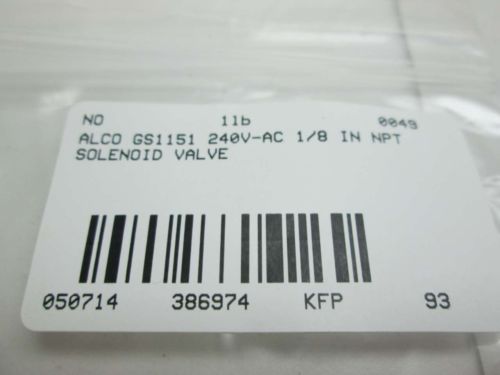 NO 11b 0049
ALCO GS1151 240V-AC 1/8 IN NPT
SOLENOID VALVE
050714 386974 KFP 93